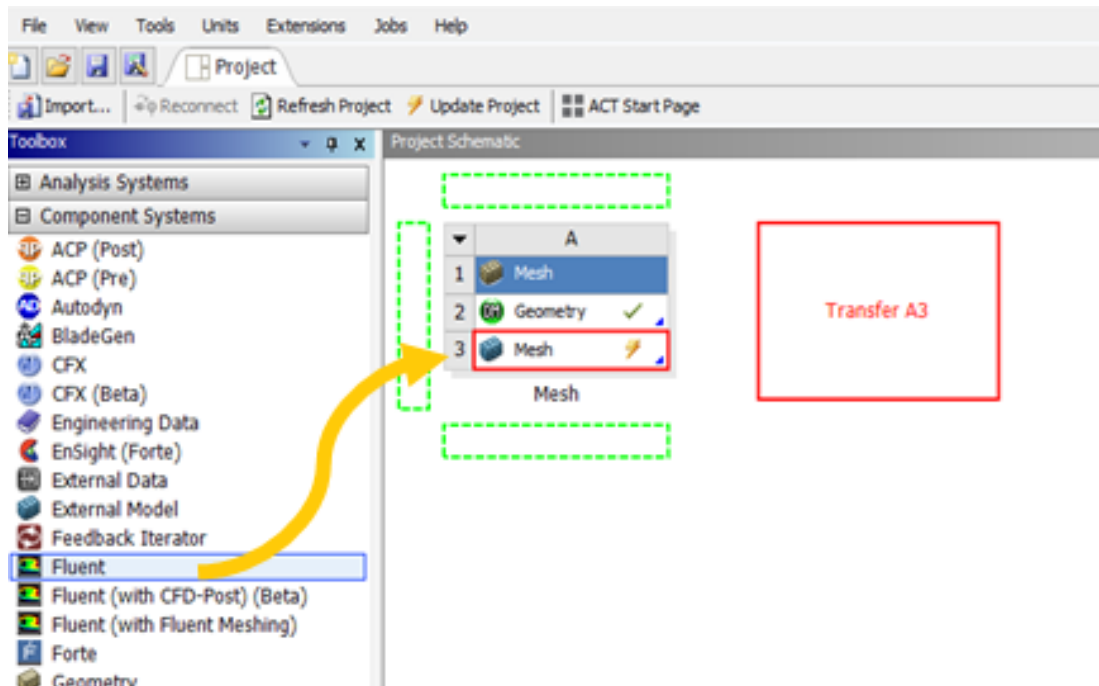 File View Tools Units Extensions Jobs Help
Project
Import... Reconnect Refresh Project Update Project ACT Start Page
Toolbox
Project Schematic
Analysis Systems
Component Systems
ACP (Post)
ACP (Pre)
Autodyn
BladeGen
CFX
CFX (Beta)
Engineering Data
EnSight (Forte)
External Data
External Model
Feedback Iterator
Fluent
Fluent (with CFD-Post) (Beta)
Fluent (with Fluent Meshing)
Forte
Geometry
A
1 Mesh
2 Geometry
3 Mesh
Mesh
Transfer A3